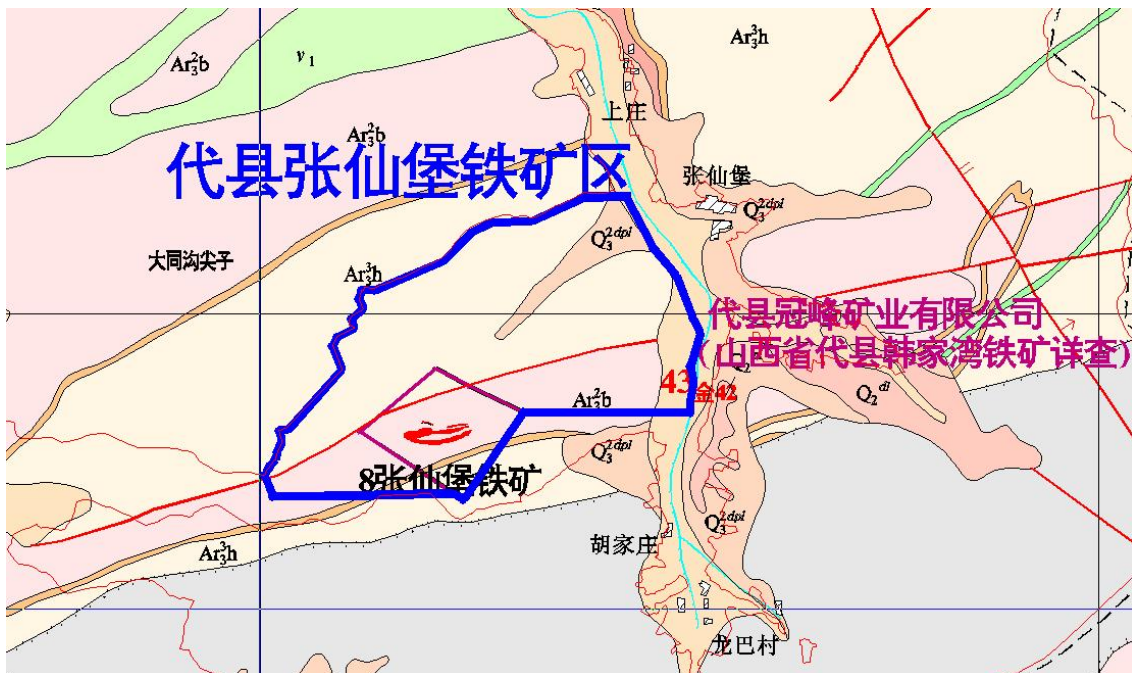 Ar₃³h
Ar₃²b
ν₁
上庄
Ar₃²b
代县张仙堡铁矿区
张仙堡
Q₃²ᵈᵖˡ
Q₃²ᵈᵖˡ
大同沟尖子
Ar₃³h
代县冠峰矿业有限公司
(山西省代县韩家湾铁矿详查)
Q₂
43
金42
Q₂ᵈˡ
Ar₃²b
Q₃²ᵈᵖˡ
8张仙堡铁矿
Q₃²ᵈᵖˡ
胡家庄
Ar₃³h
龙巴村